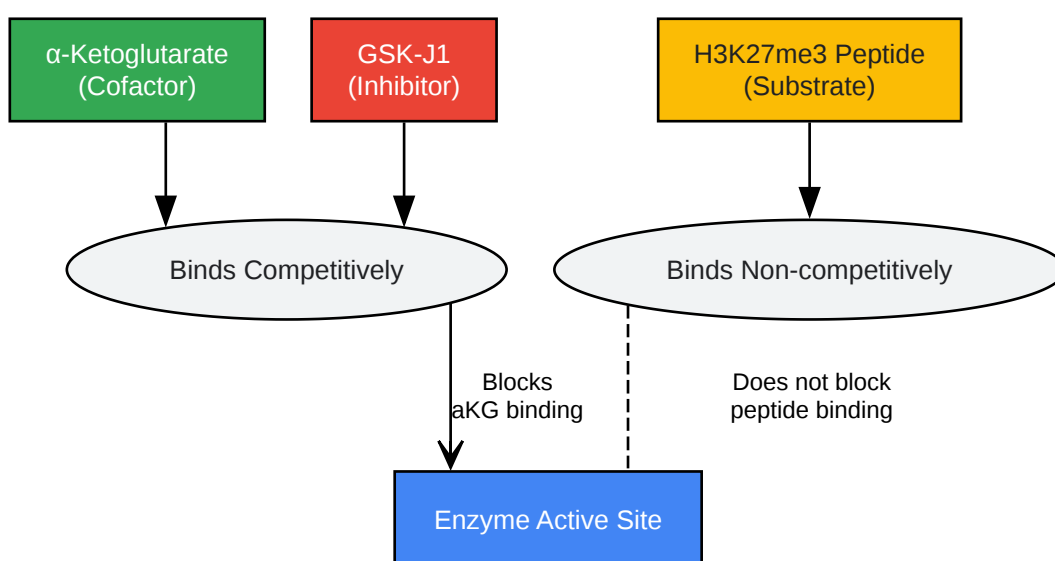 α-Ketoglutarate
(Cofactor)
GSK-J1
(Inhibitor)
H3K27me3 Peptide
(Substrate)
Binds Competitively
Binds Non-competitively
Blocks
aKG binding
Does not block
peptide binding
Enzyme Active Site